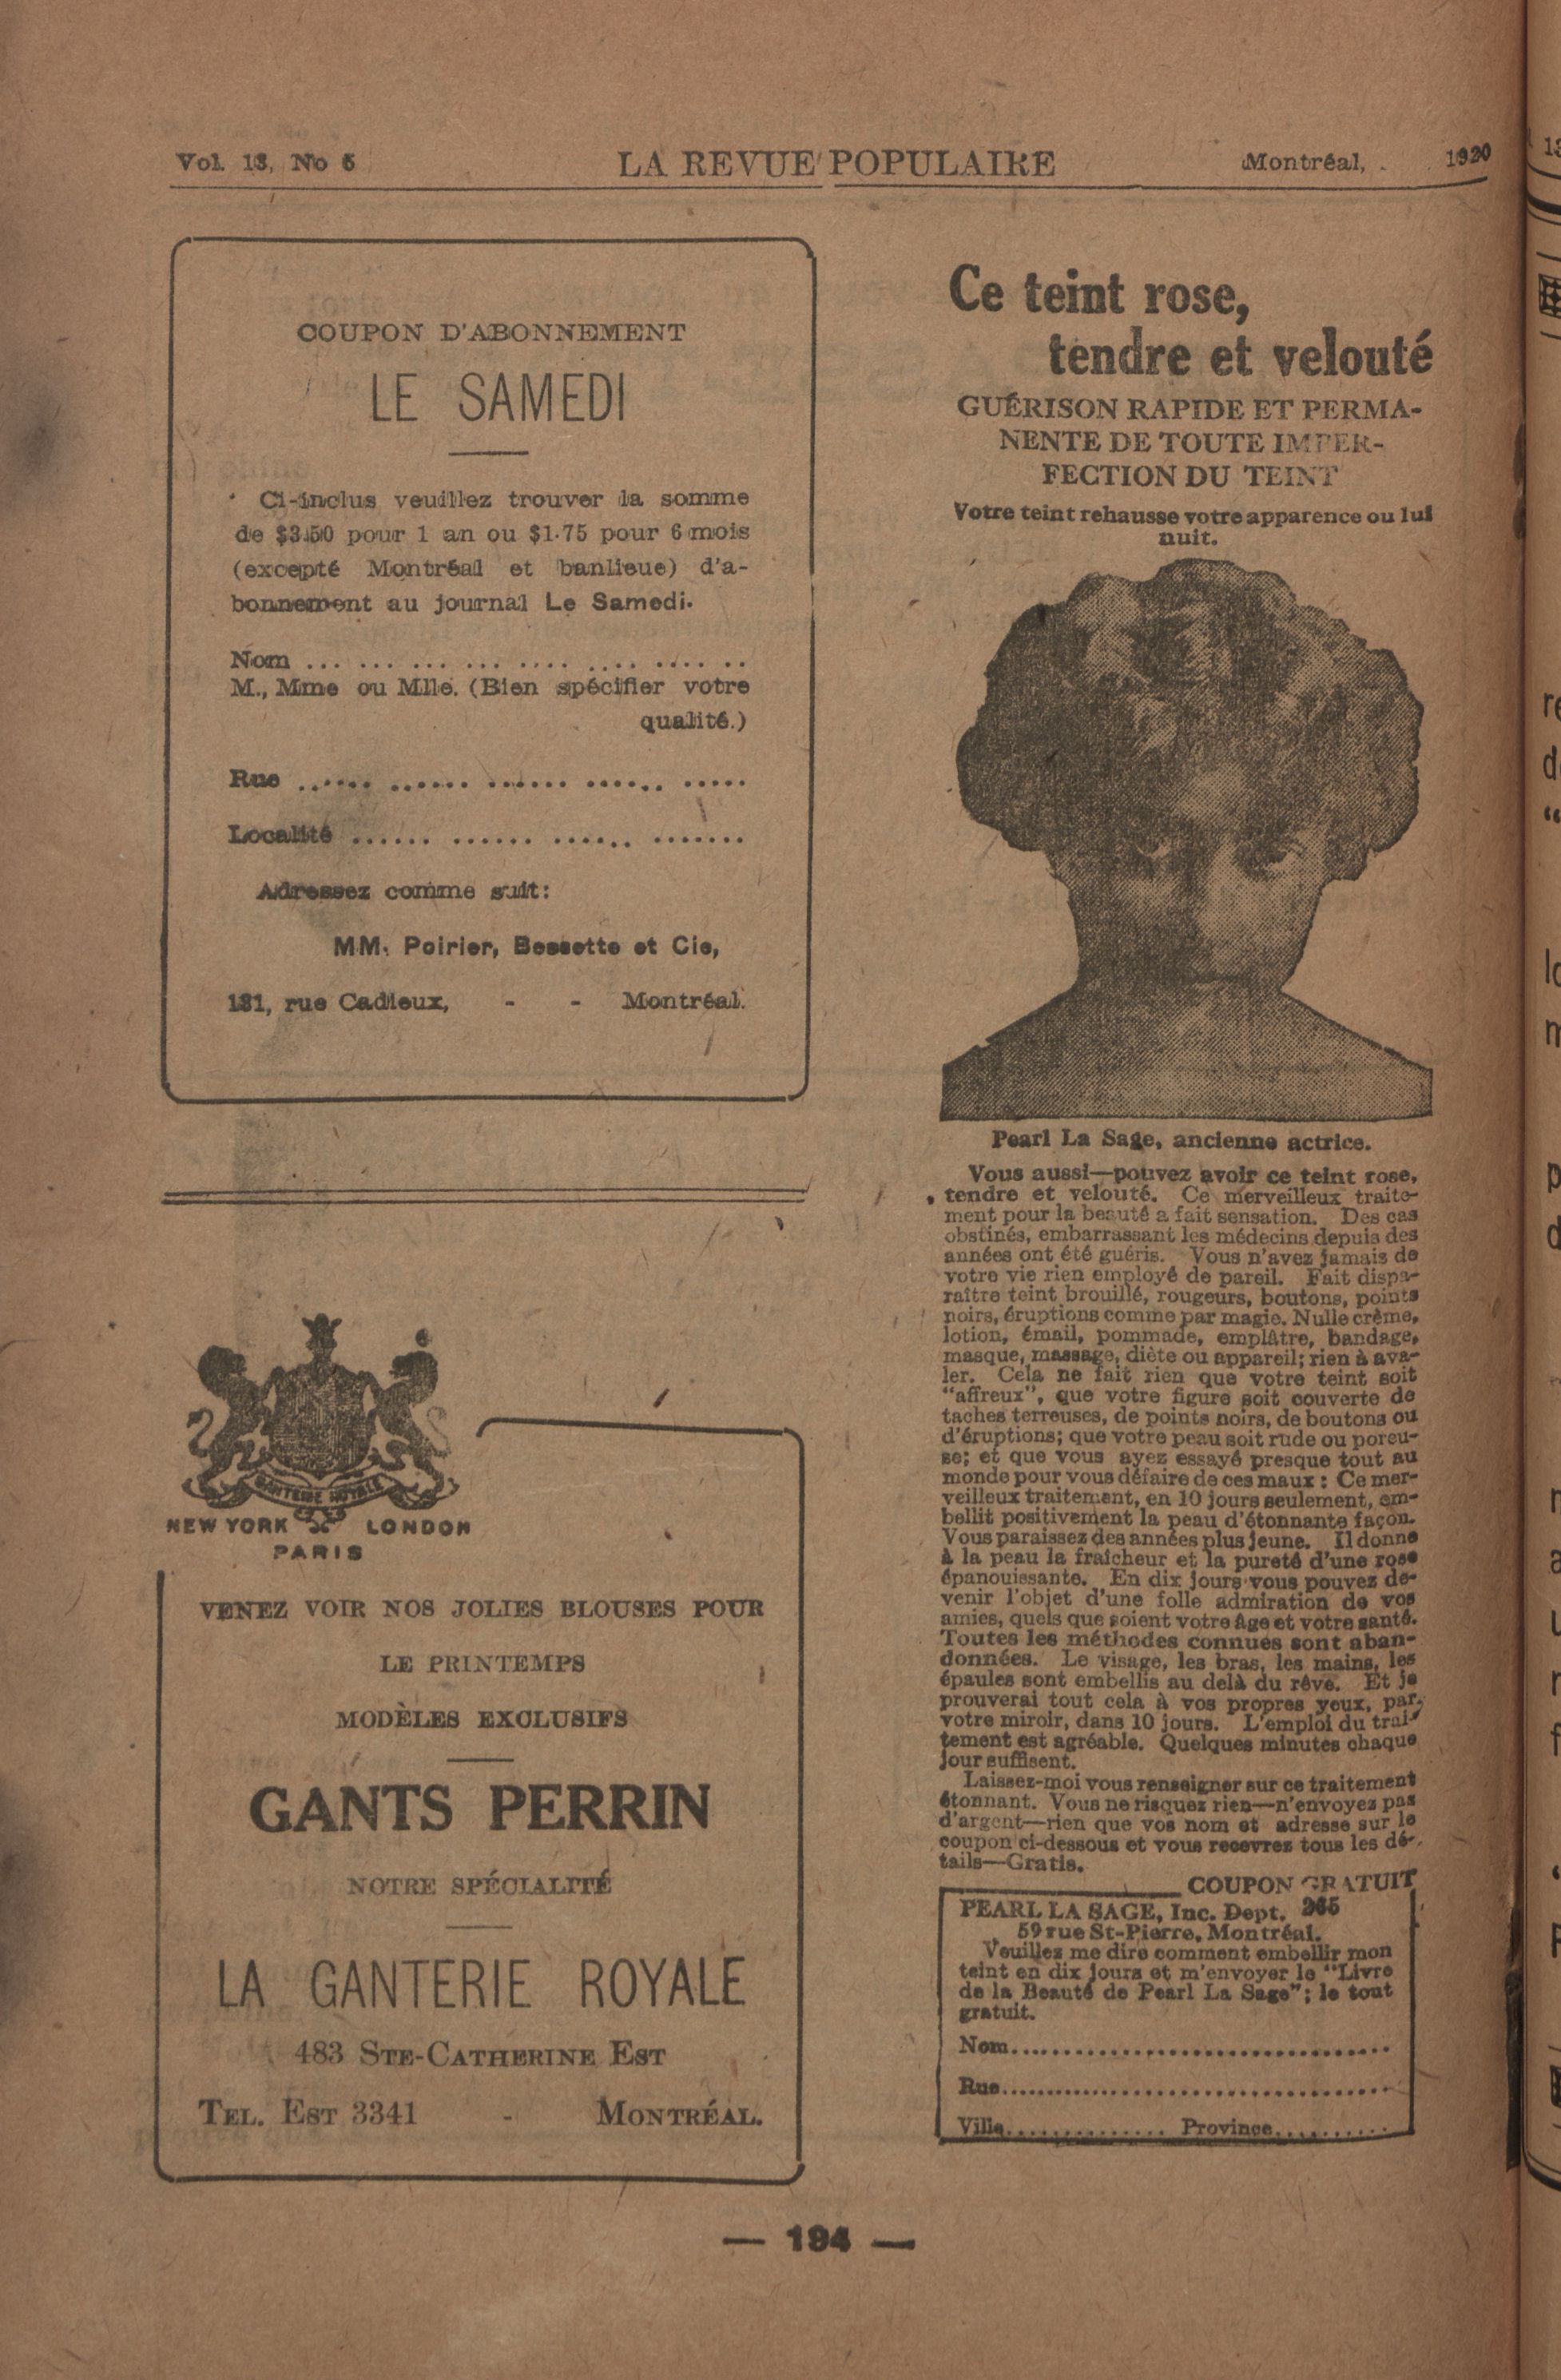 Vol. 13, No 5 LA REVUE POPULAIRE Montréal, 1920
COUPON D'ABONNEMENT
LE SAMEDI
Ci-inclus veuillez trouver la somme
de $3.50 pour 1 an ou $1.75 pour 6 mois
(excepté Montréal et banlieue) d'a-
bonnement au journal Le Samedi.
Nom ... ... ... ... .... .... .... ..
M., Mme ou Mlle. (Bien spécifier votre
qualité.)
Rue ...... ...... ...... ...... .....
Localité ...... ...... ...... .......
Adressez comme suit:
MM. Poirier, Bessette et Cie,
131, rue Cadieux, - - Montréal.
GANTERIE ROYALE
NEW YORK LONDON
PARIS
VENEZ VOIR NOS JOLIES BLOUSES POUR
LE PRINTEMPS
MODÈLES EXCLUSIFS
GANTS PERRIN
NOTRE SPÉCIALITÉ
LA GANTERIE ROYALE
483 STE-CATHERINE EST
TEL. EST 3341 - MONTRÉAL.
Ce teint rose,
tendre et velouté
GUÉRISON RAPIDE ET PERMA-
NENTE DE TOUTE IMPER-
FECTION DU TEINT
Votre teint rehausse votre apparence ou lui
nuit.
Pearl La Sage, ancienne actrice.
Vous aussi—pouvez avoir ce teint rose,
tendre et velouté. Ce merveilleux traite-
ment pour la beauté a fait sensation. Des cas
obstinés, embarrassant les médecins depuis des
années ont été guéris. Vous n'avez jamais de
votre vie rien employé de pareil. Fait dispa-
raître teint brouillé, rougeurs, boutons, points
noirs, éruptions comme par magie. Nulle crème,
lotion, émail, pommade, emplâtre, bandage,
masque, massage, diète ou appareil; rien à ava-
ler. Cela ne fait rien que votre teint soit
"affreux", que votre figure soit couverte de
taches terreuses, de points noirs, de boutons ou
d'éruptions; que votre peau soit rude ou poreu-
se; et que vous ayez essayé presque tout au
monde pour vous défaire de ces maux : Ce mer-
veilleux traitement, en 10 jours seulement, em-
bellit positivement la peau d'étonnante façon.
Vous paraissez des années plus jeune. Il donne
à la peau la fraîcheur et la pureté d'une rose
épanouissante. En dix jours vous pouvez de-
venir l'objet d'une folle admiration de vos
amies, quels que soient votre âge et votre santé.
Toutes les méthodes connues sont aban-
données. Le visage, les bras, les mains, les
épaules sont embellis au delà du rêve. Et je
prouverai tout cela à vos propres yeux, par
votre miroir, dans 10 jours. L'emploi du trai-
tement est agréable. Quelques minutes chaque
jour suffisent.
Laissez-moi vous renseigner sur ce traitement
étonnant. Vous ne risquez rien—n'envoyez pas
d'argent—rien que vos nom et adresse sur le
coupon ci-dessous et vous recevrez tous les dé-
tails—Gratis.
COUPON GRATUIT
PEARL LA SAGE, Inc. Dept. 265
59 rue St-Pierre, Montréal.
Veuillez me dire comment embellir mon
teint en dix jours et m'envoyer le "Livre
de la Beauté de Pearl La Sage"; le tout
gratuit.
Nom..................................
Rue...................................
Ville............... Province...........
— 194 —